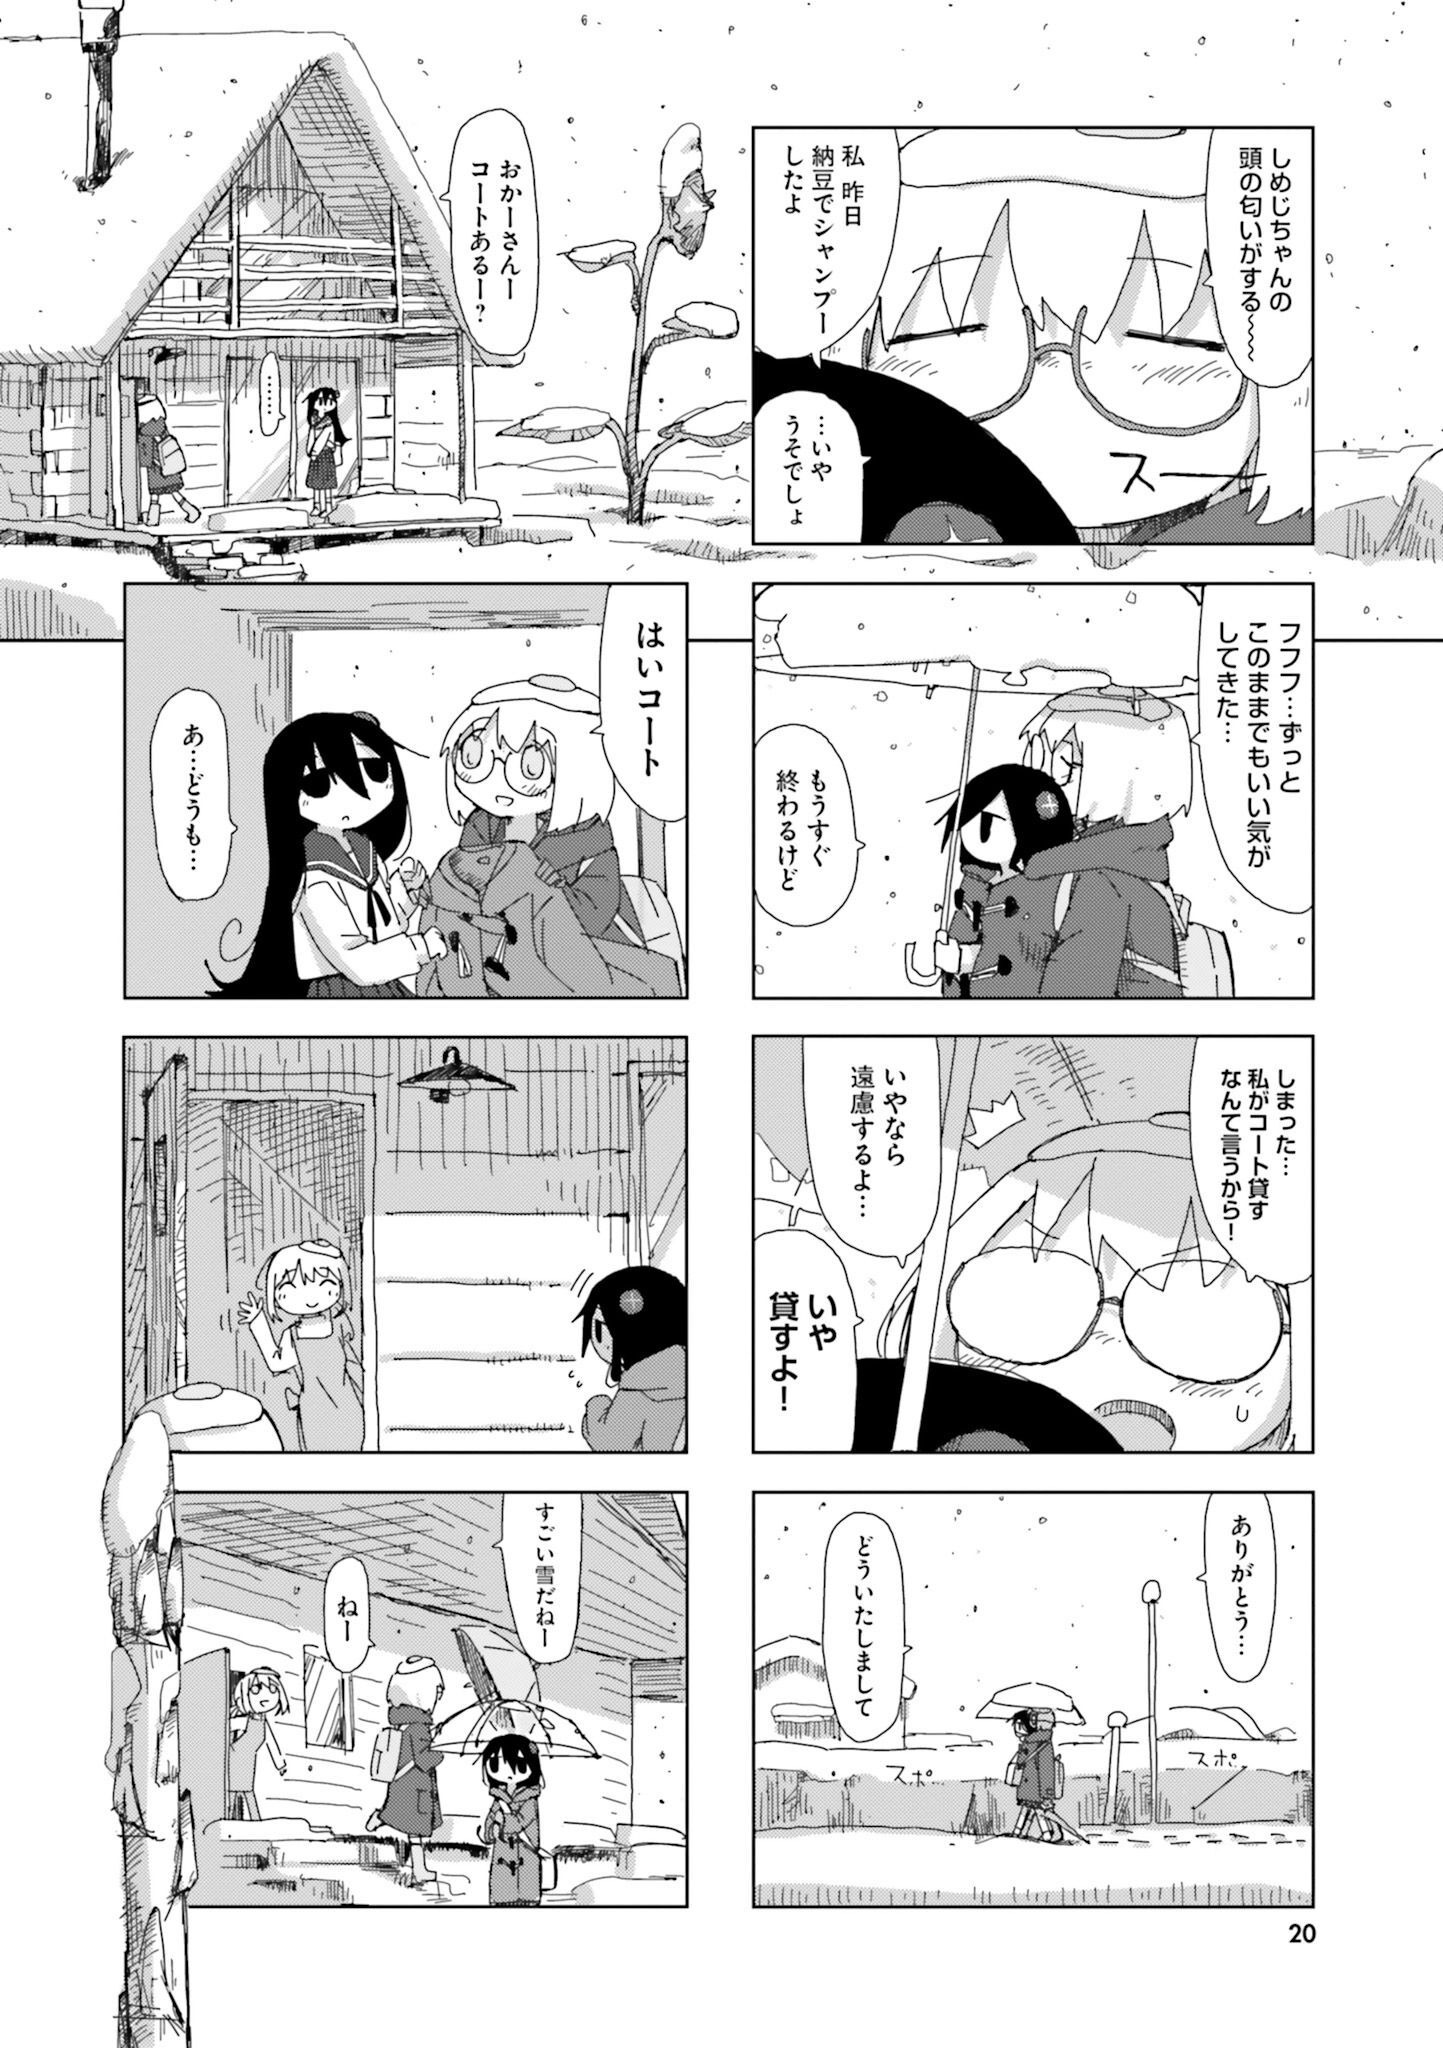 しめじちゃんの
頭の匂いがする〜〜
私 昨日
納豆でシャンプー
したよ
…いや
うそでしょ
スーー
フフフ…ずっと
このままでもいい気が
してきた…
もうすぐ
終わるけど
しまった…
私がコート貸す
なんて言うから!
いやなら
遠慮するよ…
いや
貸すよ!
ありがとう…
どういたしまして
スポ
スポ
おかーさんー
コートあるー?
………
はいコート
あ…どうも…
すごい雪だねー
ねー
20